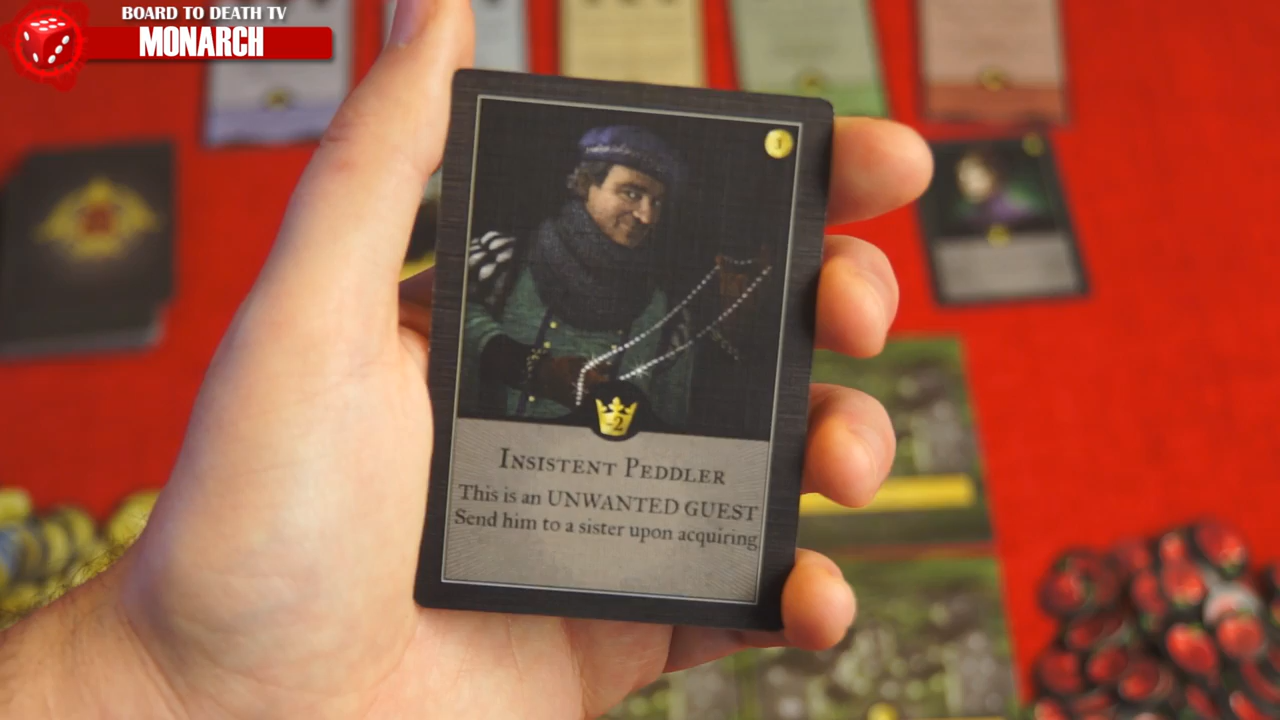 BOARD TO DEATH TV
MONARCH
1
-2
INSISTENT PEDDLER
This is an UNWANTED GUEST
Send him to a sister upon acquiring